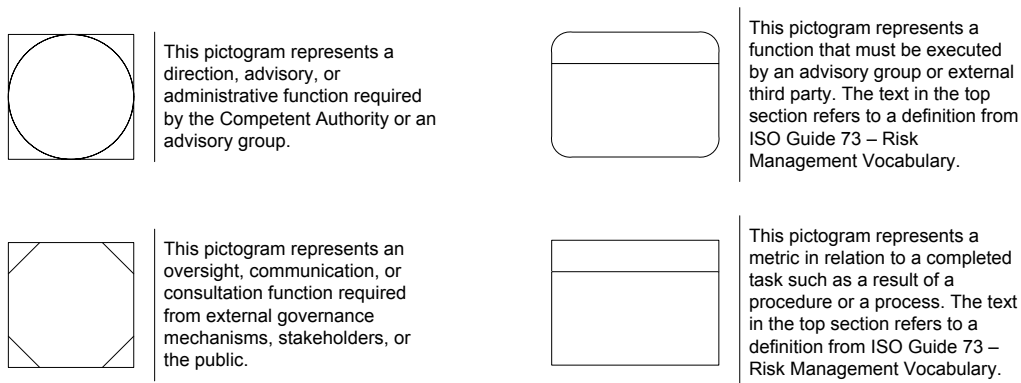 This pictogram represents a
direction, advisory, or
administrative function required
by the Competent Authority or an
advisory group.
This pictogram represents a
function that must be executed
by an advisory group or external
third party. The text in the top
section refers to a definition from
ISO Guide 73 – Risk
Management Vocabulary.
This pictogram represents an
oversight, communication, or
consultation function required
from external governance
mechanisms, stakeholders, or
the public.
This pictogram represents a
metric in relation to a completed
task such as a result of a
procedure or a process. The text
in the top section refers to a
definition from ISO Guide 73 –
Risk Management Vocabulary.